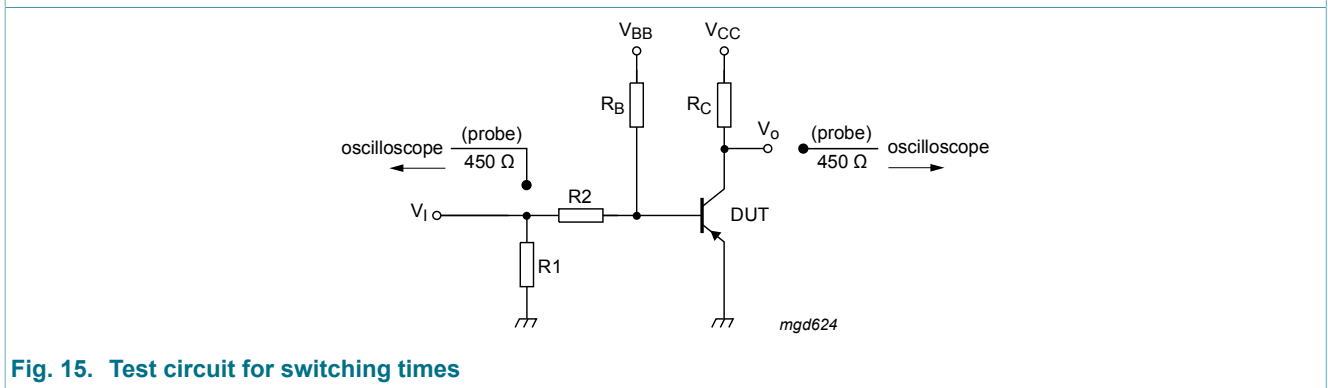 VBB VCC
RB RC
oscilloscope (probe) 450 Ω
Vo (probe) 450 Ω oscilloscope
VI R2 DUT
R1
mgd624
Fig. 15. Test circuit for switching times